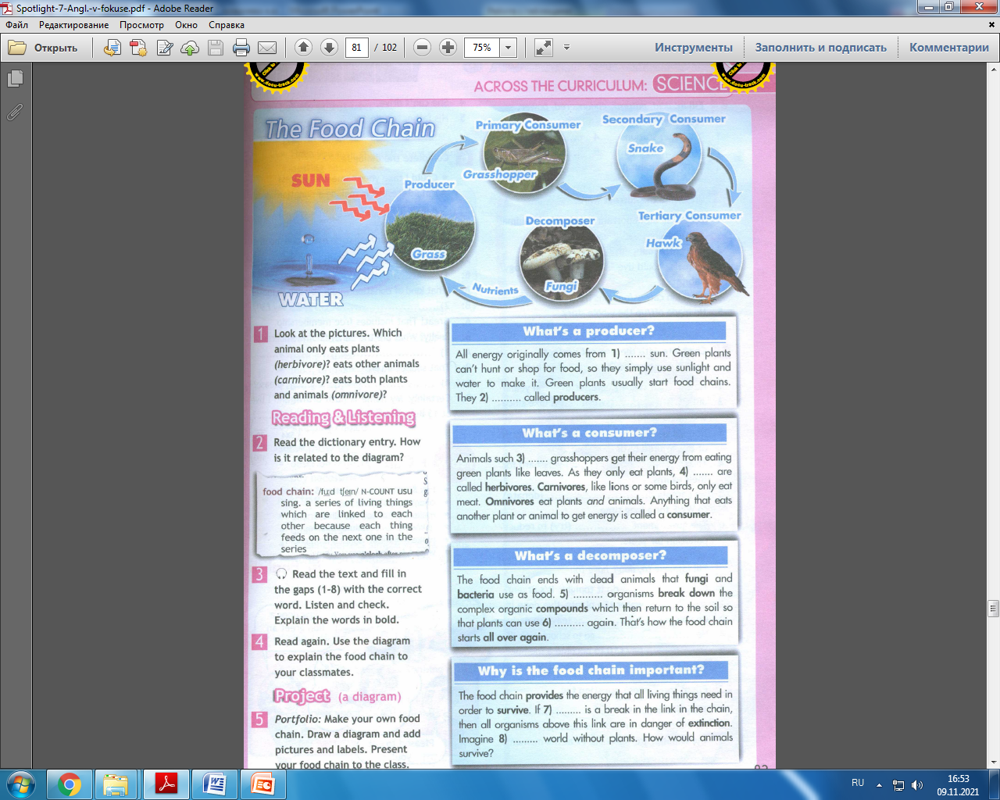 Spotlight-7-Angl.-v-fokuse.pdf - Adobe Reader
Файл Редактирование Просмотр Окно Справка
Открыть 81 / 102 75% Инструменты Заполнить и подписать Комментарии
www.docu-track.com www.docu-track.com
ACROSS THE CURRICULUM: SCIENCE
The Food Chain
Primary Consumer
Secondary Consumer
Snake
Grasshopper
SUN
Producer
Tertiary Consumer
Decomposer
Hawk
Grass
Nutrients
Fungi
WATER
1 Look at the pictures. Which
animal only eats plants
(herbivore)? eats other animals
(carnivore)? eats both plants
and animals (omnivore)?
Reading & Listening
2 Read the dictionary entry. How
is it related to the diagram?
food chain: /fuːd tʃeɪn/ N-COUNT usu
sing. a series of living things
which are linked to each
other because each thing
feeds on the next one in the
series
3 Read the text and fill in
the gaps (1-8) with the correct
word. Listen and check.
Explain the words in bold.
4 Read again. Use the diagram
to explain the food chain to
your classmates.
Project (a diagram)
5 Portfolio: Make your own food
chain. Draw a diagram and add
pictures and labels. Present
your food chain to the class.
What's a producer?
All energy originally comes from 1) ....... sun. Green plants
can't hunt or shop for food, so they simply use sunlight and
water to make it. Green plants usually start food chains.
They 2) .......... called producers.
What's a consumer?
Animals such 3) ....... grasshoppers get their energy from eating
green plants like leaves. As they only eat plants, 4) ....... are
called herbivores. Carnivores, like lions or some birds, only eat
meat. Omnivores eat plants and animals. Anything that eats
another plant or animal to get energy is called a consumer.
What's a decomposer?
The food chain ends with dead animals that fungi and
bacteria use as food. 5) .......... organisms break down the
complex organic compounds which then return to the soil so
that plants can use 6) .......... again. That's how the food chain
starts all over again.
Why is the food chain important?
The food chain provides the energy that all living things need in
order to survive. If 7) ......... is a break in the link in the chain,
then all organisms above this link are in danger of extinction.
Imagine 8) ......... world without plants. How would animals
survive?
RU 16:53
09.11.2021